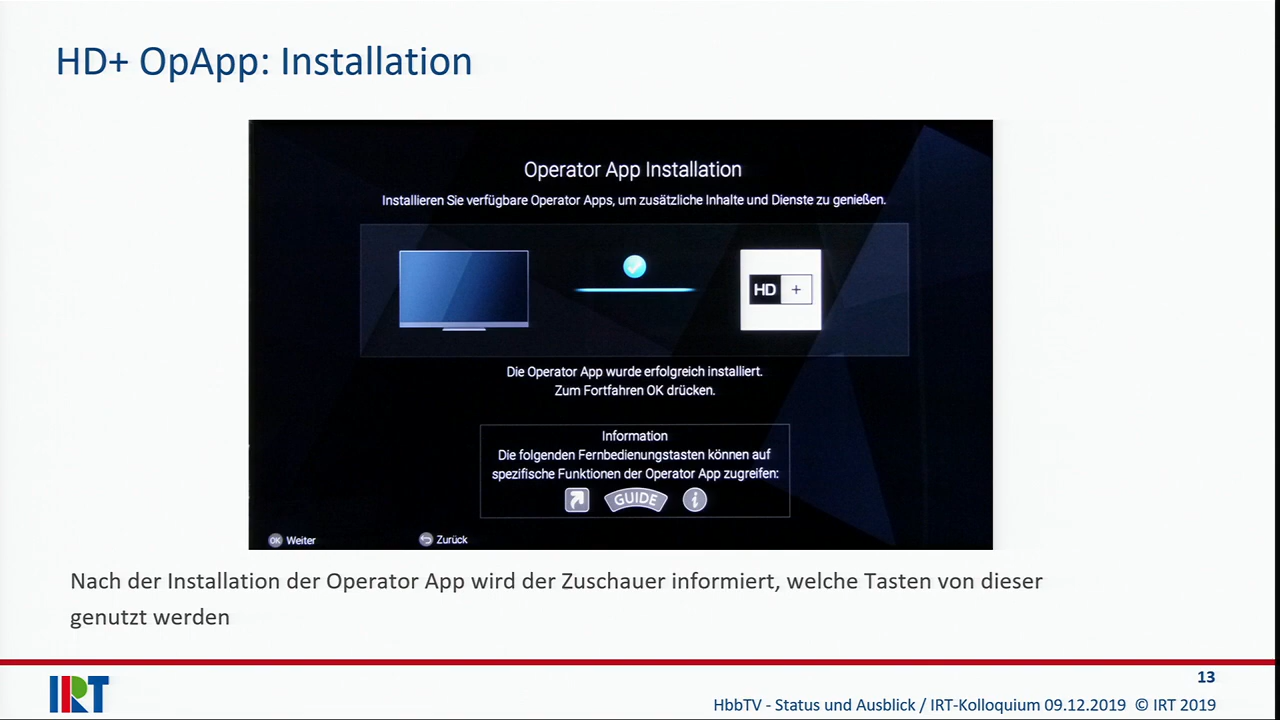 HD+ OpApp: Installation
Operator App Installation
Installieren Sie verfügbare Operator Apps, um zusätzliche Inhalte und Dienste zu genießen.
HD +
Die Operator App wurde erfolgreich installiert.
Zum Fortfahren OK drücken.
Information
Die folgenden Fernbedienungstasten können auf
spezifische Funktionen der Operator App zugreifen:
GUIDE i
OK Weiter Zurück
Nach der Installation der Operator App wird der Zuschauer informiert, welche Tasten von dieser
genutzt werden
13
IRT
HbbTV - Status und Ausblick / IRT-Kolloquium 09.12.2019 © IRT 2019